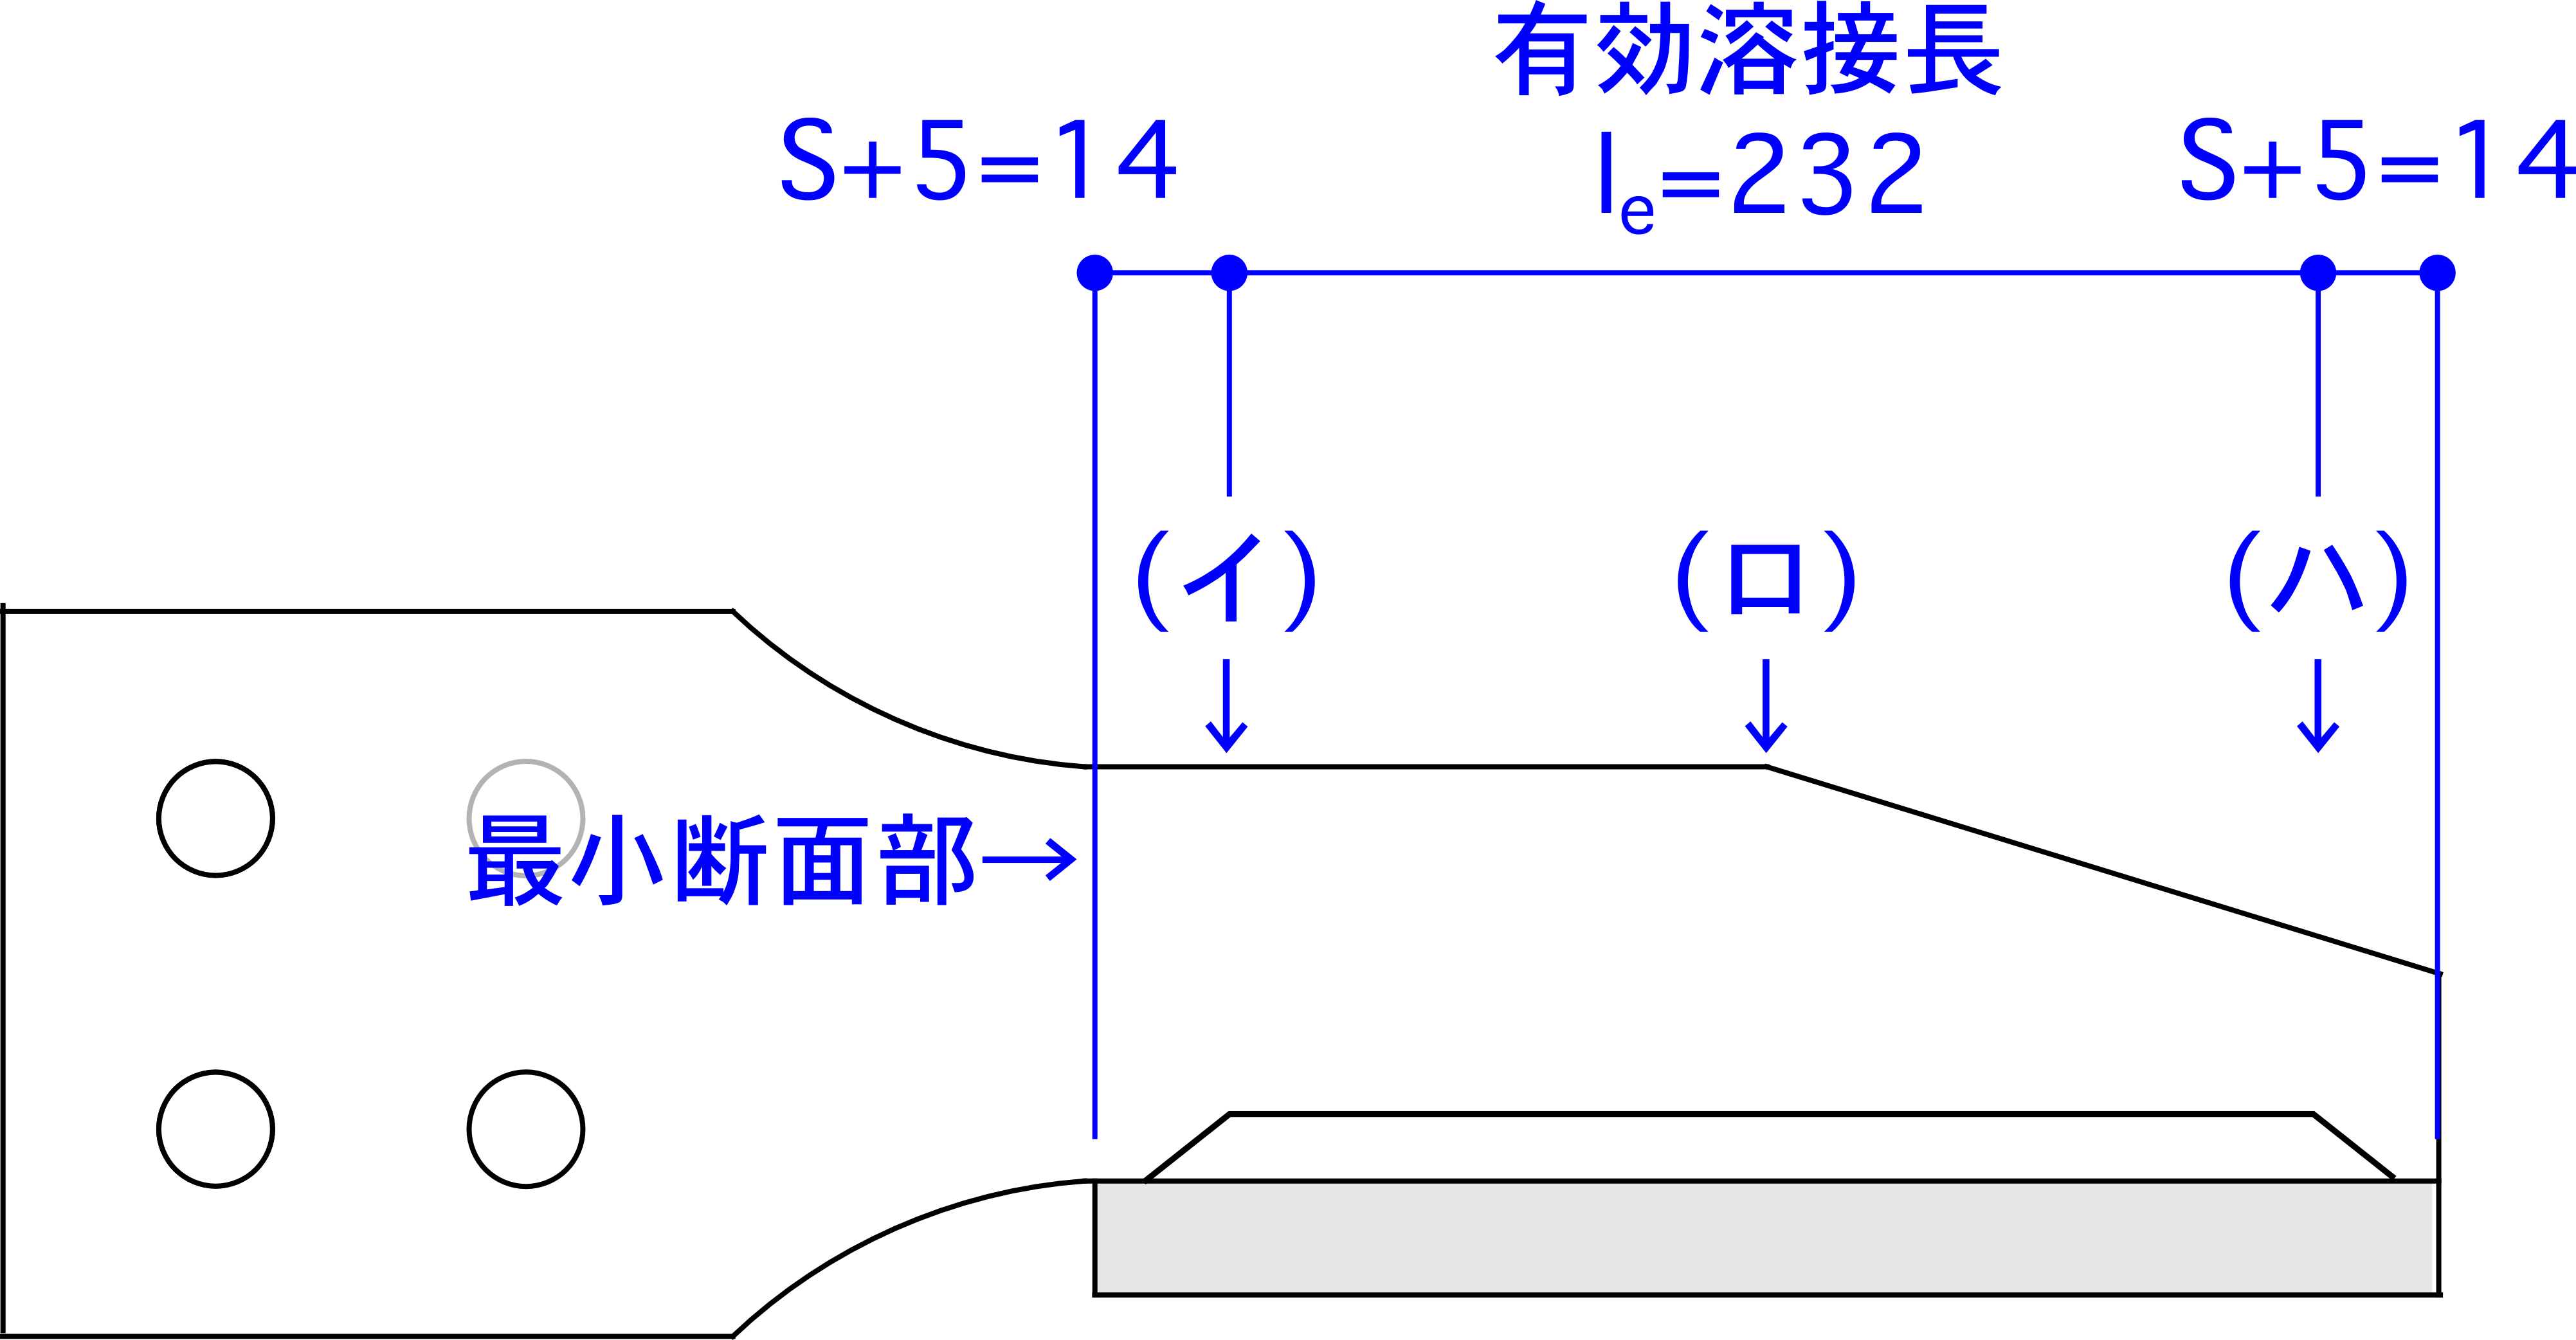 有効溶接長
S+5=14
le=232
S+5=14
(イ)
(ロ)
(ハ)
最小断面部→